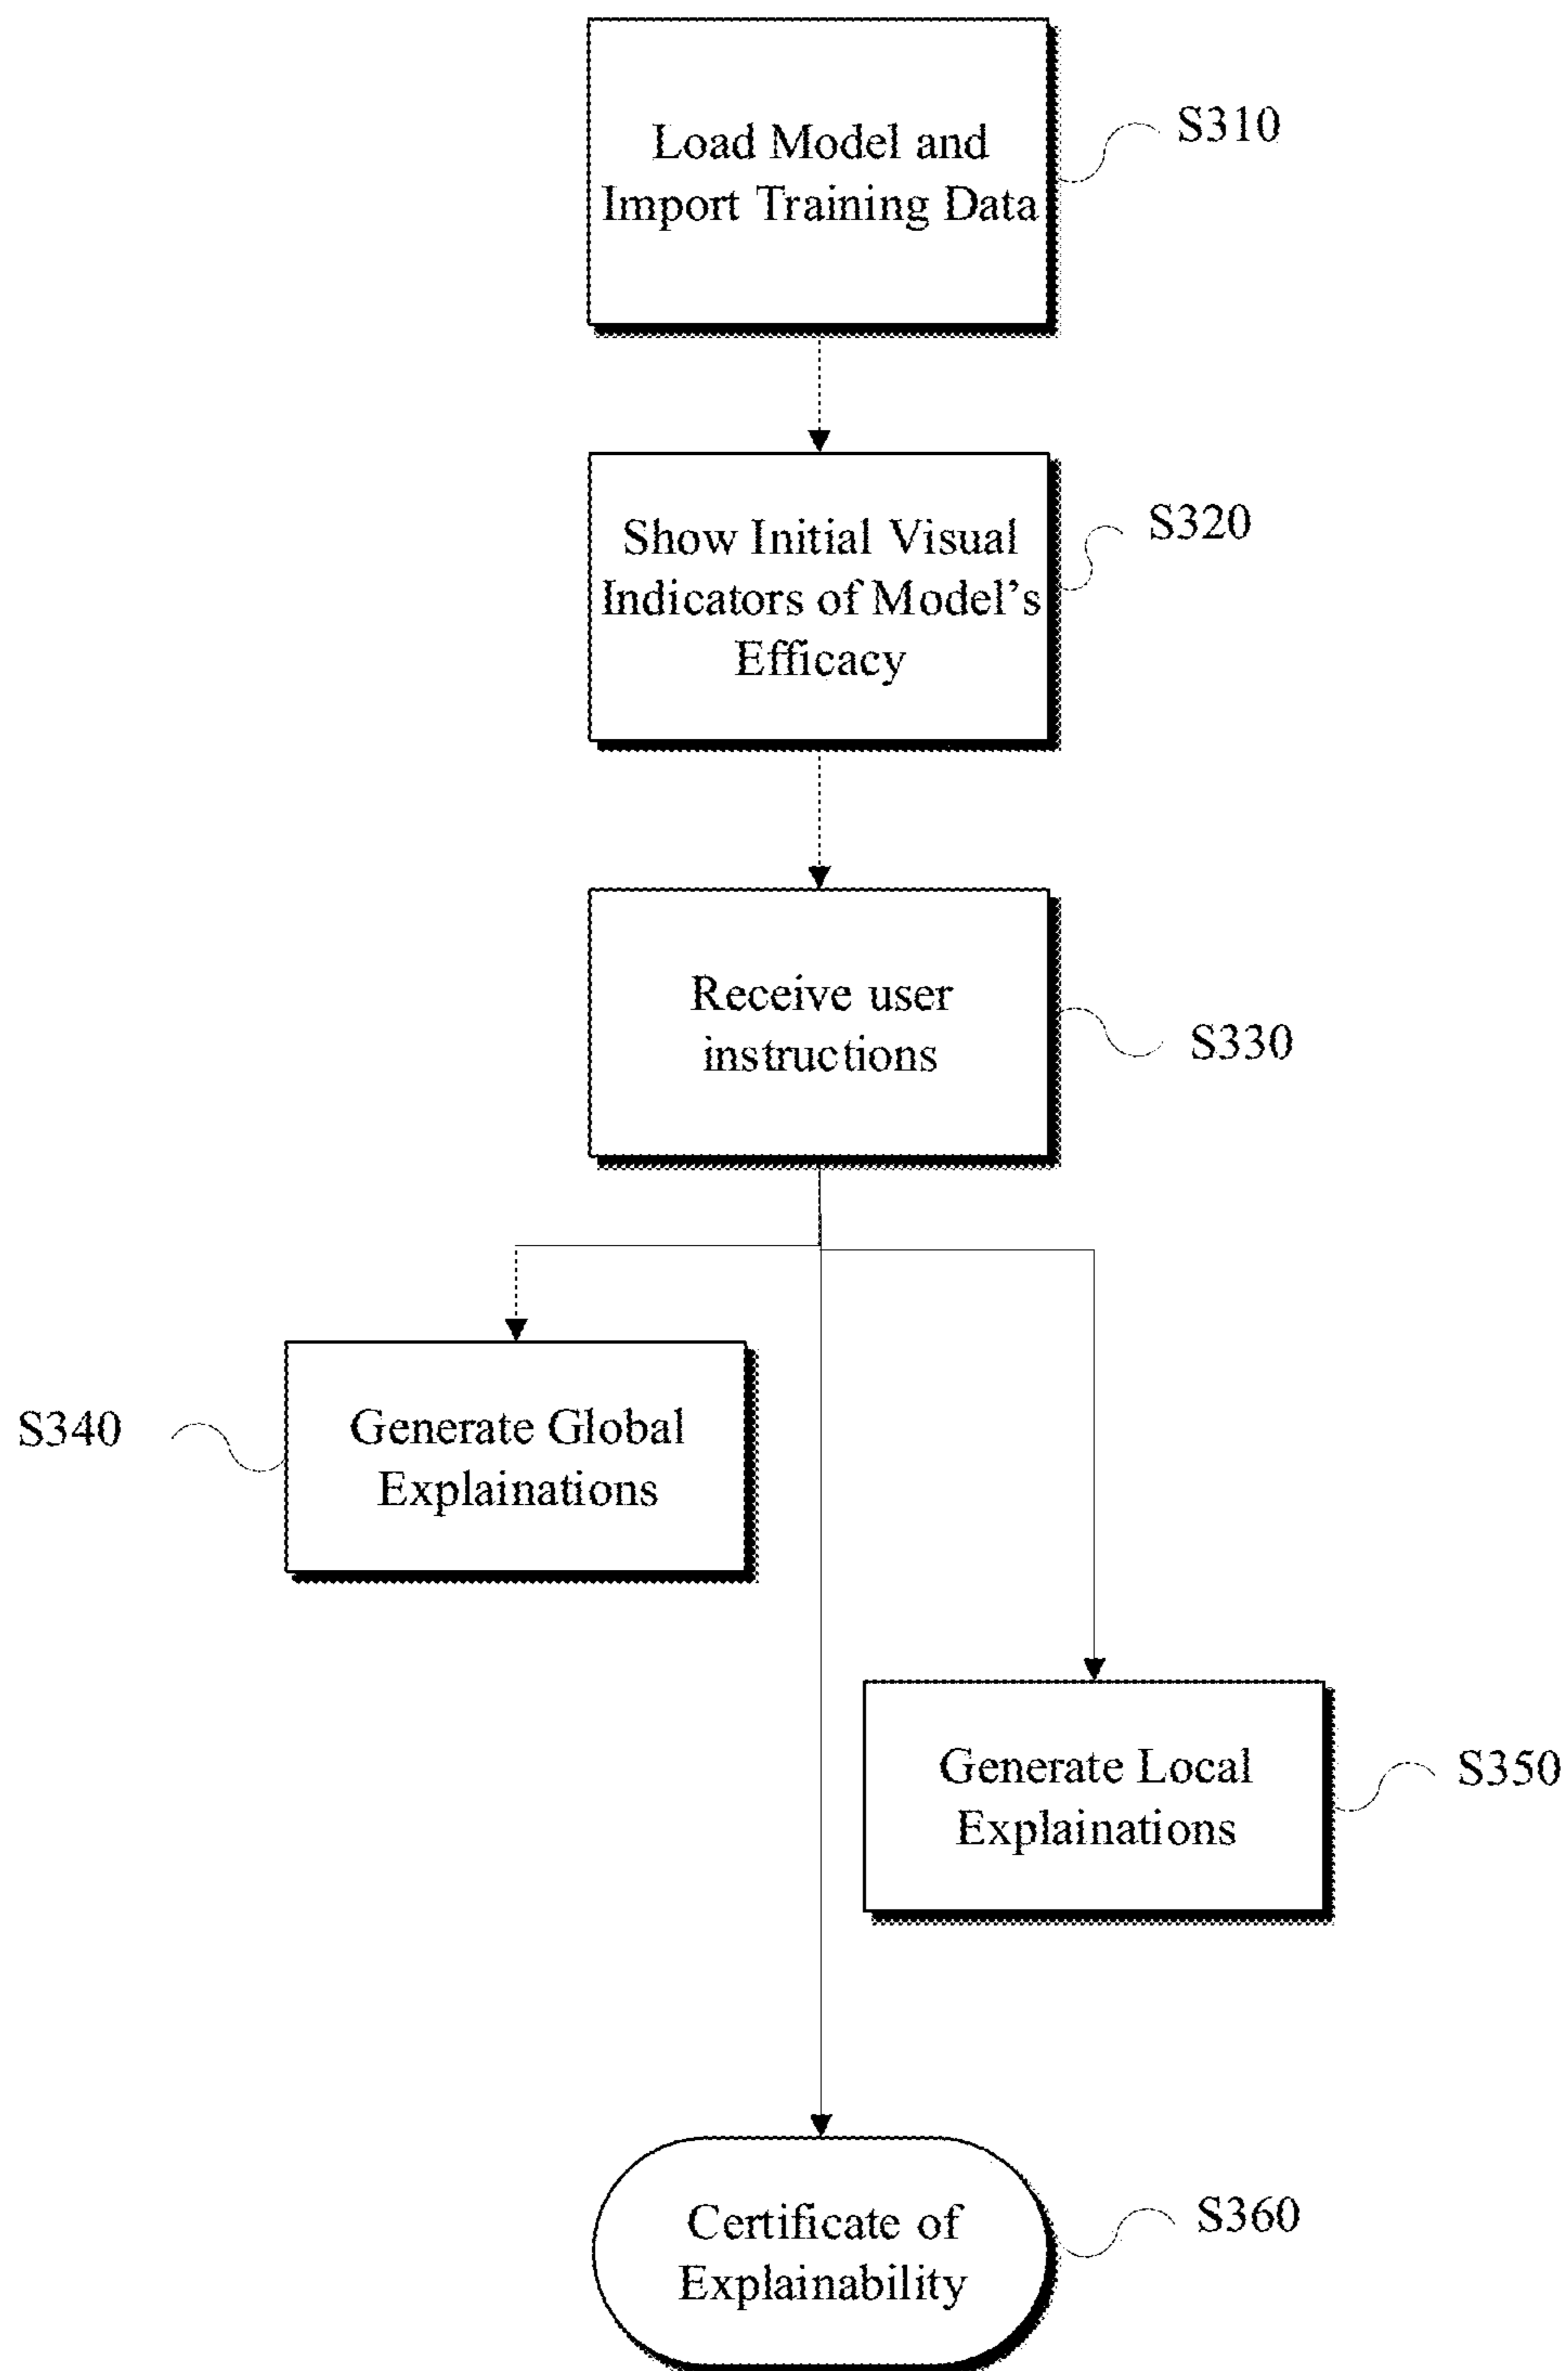 Load Model and
Import Training Data
S310
Show Initial Visual
Indicators of Model's
Efficacy
S320
Receive user
instructions
S330
S340
Generate Global
Explainations
Generate Local
Explainations
S350
Certificate of
Explainability
S360